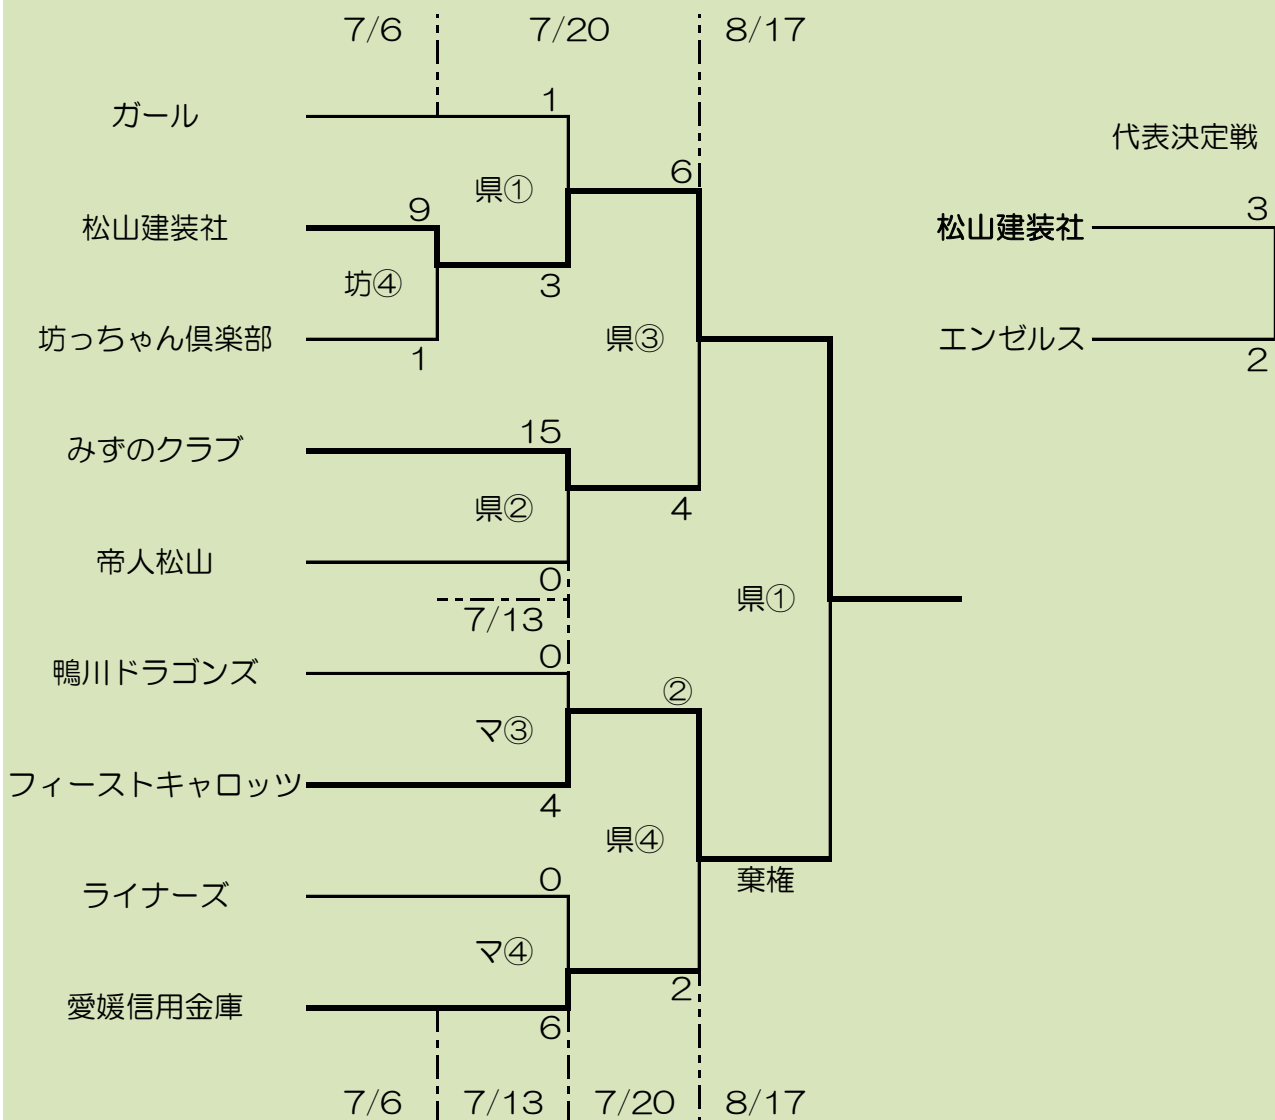 7/6 7/20 8/17
1
ガール
代表決定戦
6
県①
9 3
松山建装社 松山建装社
坊④ 3
県③
坊っちゃん倶楽部 エンゼルス
1 2
15
みずのクラブ
県② 4
帝人松山
0
県①
7/13
0
鴨川ドラゴンズ
②
マ③
フィーストキャロッツ
4
県④
0 棄権
ライナーズ
マ④
2
愛媛信用金庫
6
7/6 7/13 7/20 8/17